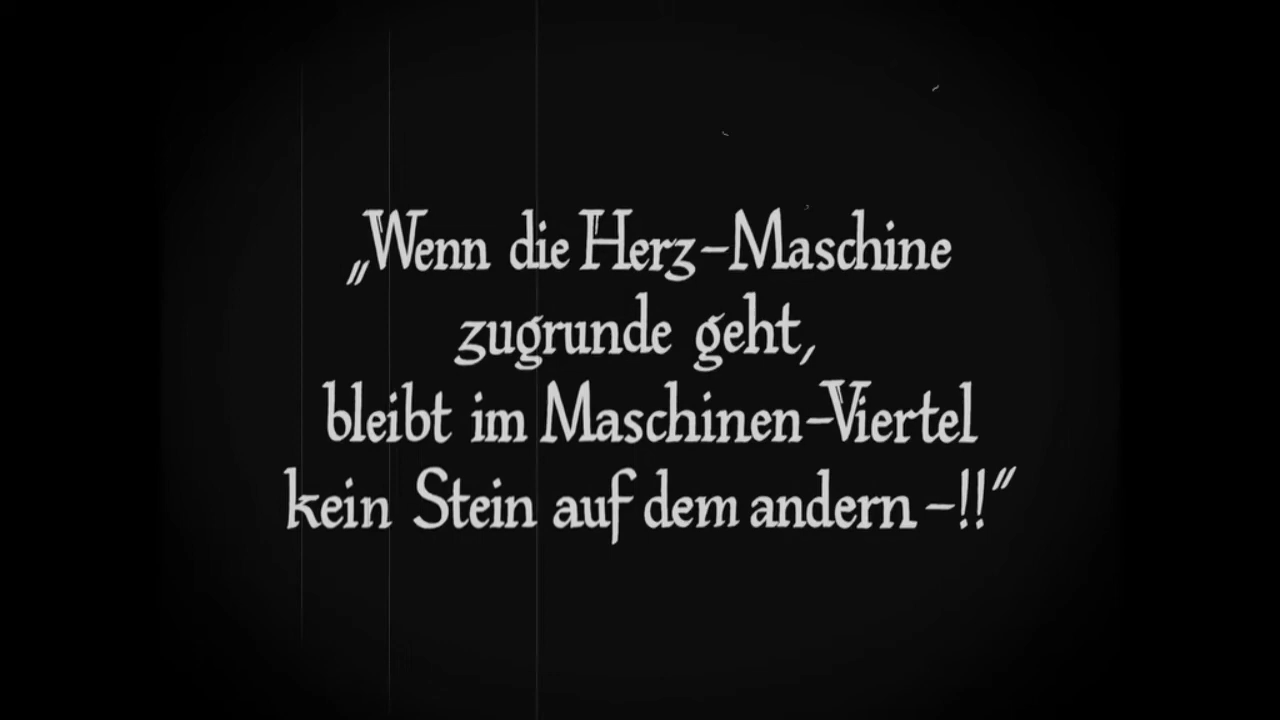 „Wenn die Herz-Maschine
zugrunde geht,
bleibt im Maschinen-Viertel
kein Stein auf dem andern-!!”